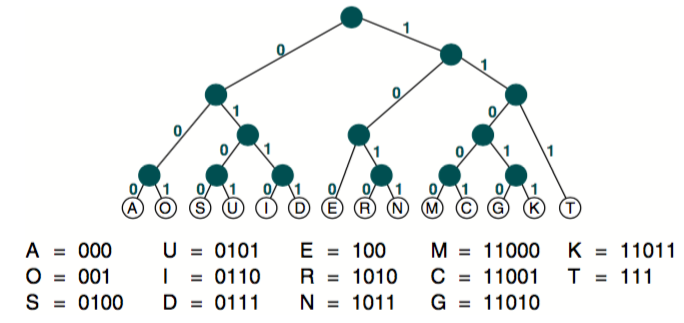 0 1
0 1
0 1 0 1
0 1 0 1 0 1
0 1 0 1 0 1 0 0 1 0 1 0 1
A O S U I D E R N M C G K T
A = 000 U = 0101 E = 100 M = 11000 K = 11011
O = 001 I = 0110 R = 1010 C = 11001 T = 111
S = 0100 D = 0111 N = 1011 G = 11010